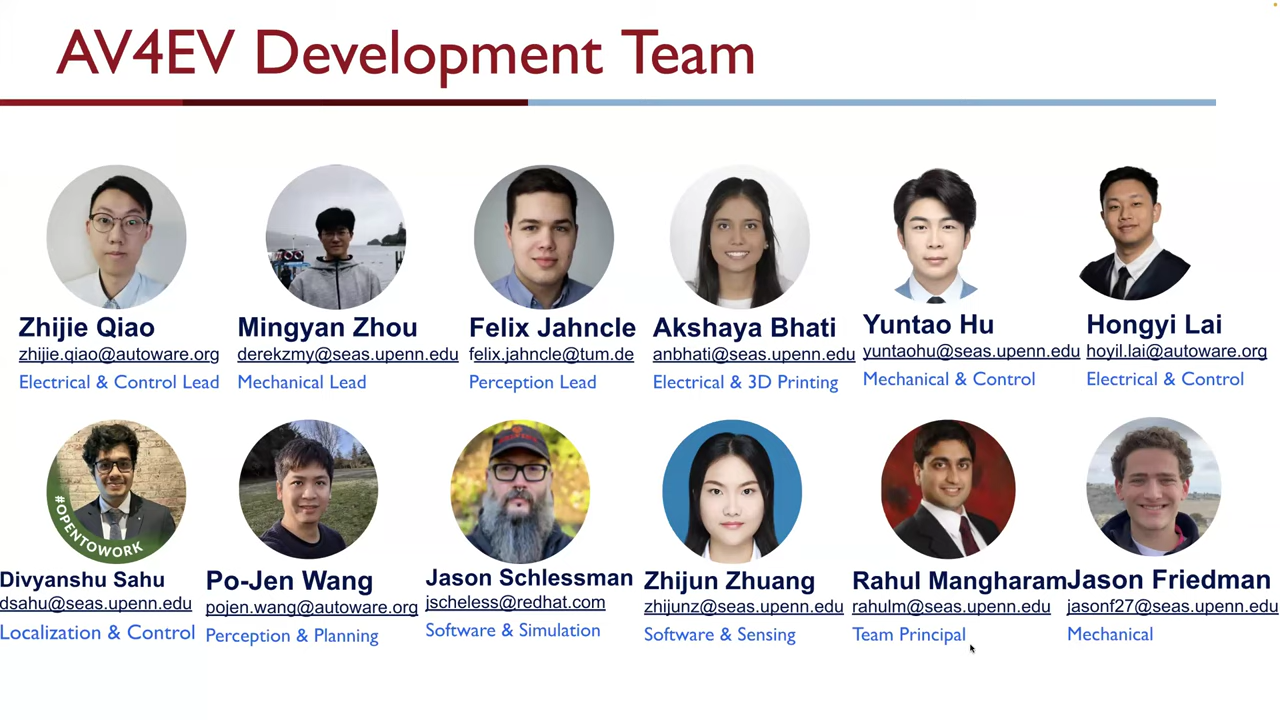 AV4EV Development Team
Zhijie Qiao
zhijie.qiao@autoware.org
Electrical & Control Lead
Mingyan Zhou
derekzmy@seas.upenn.edu
Mechanical Lead
Felix Jahncle
felix.jahncle@tum.de
Perception Lead
Akshaya Bhati
anbhati@seas.upenn.edu
Electrical & 3D Printing
Yuntao Hu
yuntaohu@seas.upenn.edu
Mechanical & Control
Hongyi Lai
hoyil.lai@autoware.org
Electrical & Control
#OPENTOWORK
Divyanshu Sahu
dsahu@seas.upenn.edu
Localization & Control
Po-Jen Wang
pojen.wang@autoware.org
Perception & Planning
Jason Schlessman
jscheless@redhat.com
Software & Simulation
Zhijun Zhuang
zhijunz@seas.upenn.edu
Software & Sensing
Rahul Mangharam
rahulm@seas.upenn.edu
Team Principal
Jason Friedman
jasonf27@seas.upenn.edu
Mechanical